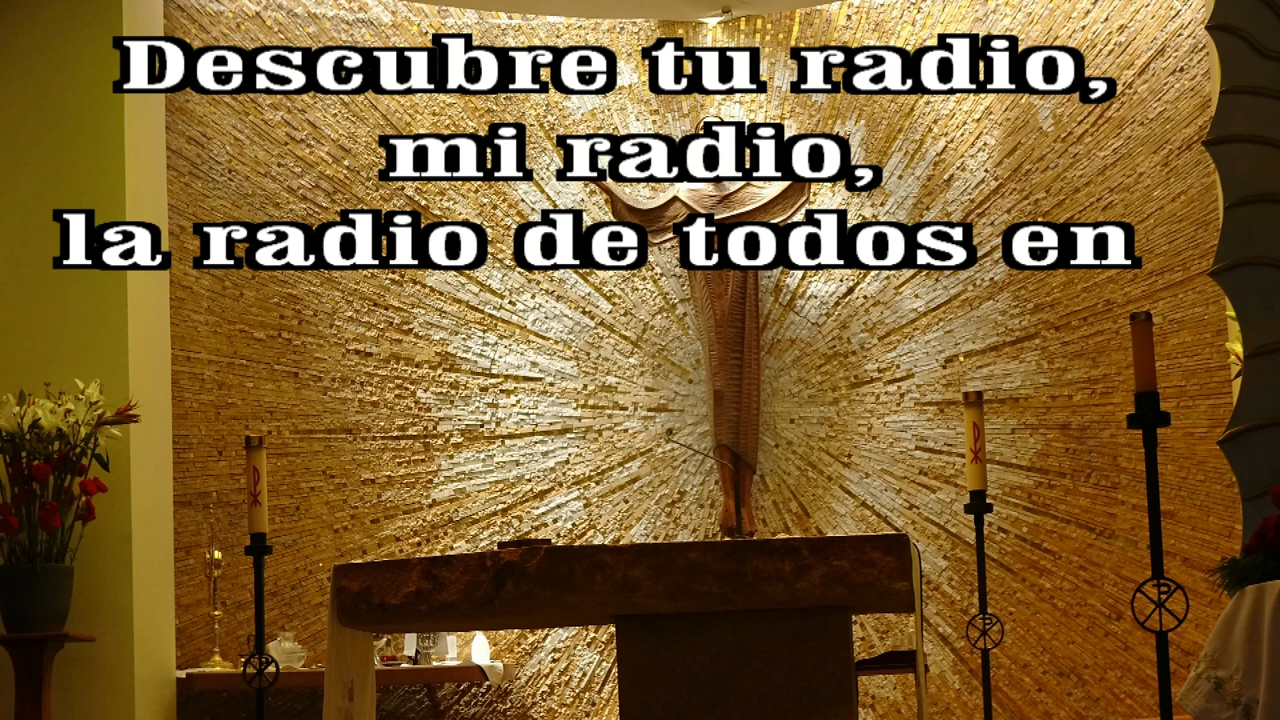 Descubre tu radio,
mi radio,
la radio de todos en